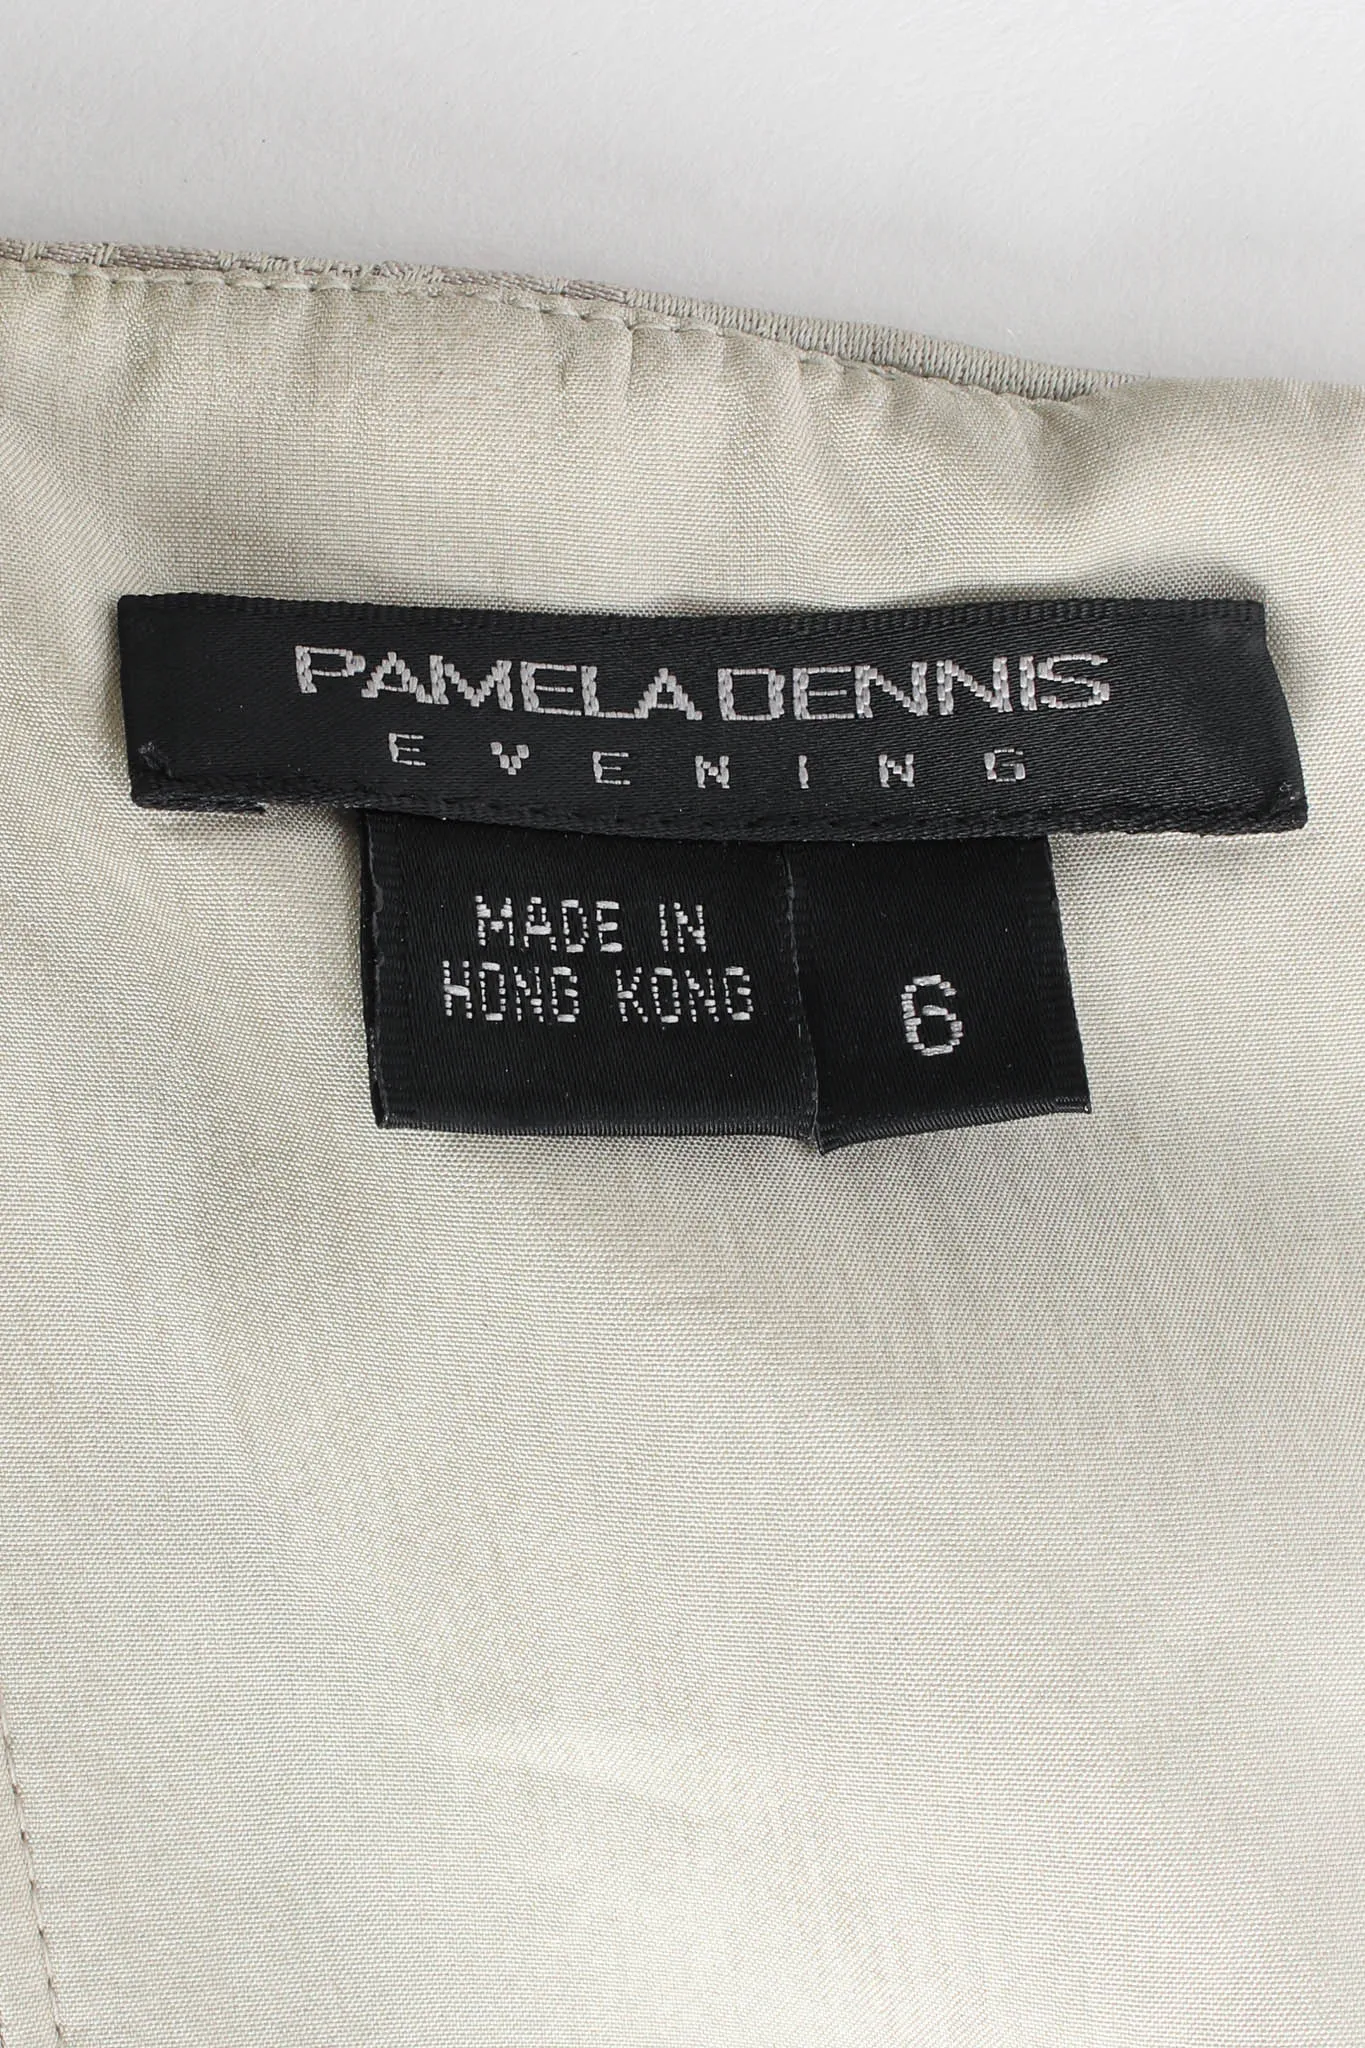 PAMELA DENNIS
EVENING
MADE IN
HONG KONG
6